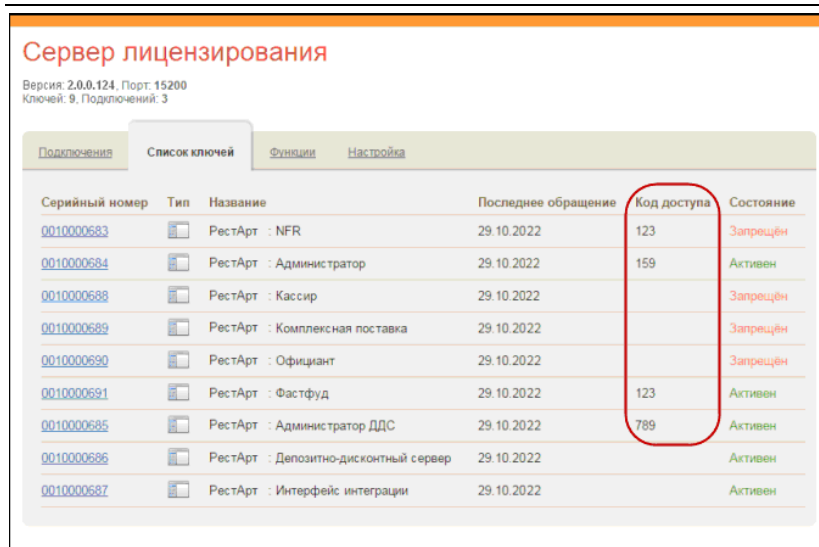 Сервер лицензирования
Версия: 2.0.0.124, Порт: 15200
Ключей: 9, Подключений: 3
Подключения Список ключей Функции Настройка
Серийный номер Тип Название Последнее обращение Код доступа Состояние
0010000683 РестАрт : NFR 29.10.2022 123 Запрещён
0010000684 РестАрт : Администратор 29.10.2022 159 Активен
0010000688 РестАрт : Кассир 29.10.2022 Запрещён
0010000689 РестАрт : Комплексная поставка 29.10.2022 Запрещён
0010000690 РестАрт : Официант 29.10.2022 Запрещён
0010000691 РестАрт : Фастфуд 29.10.2022 123 Активен
0010000685 РестАрт : Администратор ДДС 29.10.2022 789 Активен
0010000686 РестАрт : Депозитно-дисконтный сервер 29.10.2022 Активен
0010000687 РестАрт : Интерфейс интеграции 29.10.2022 Активен